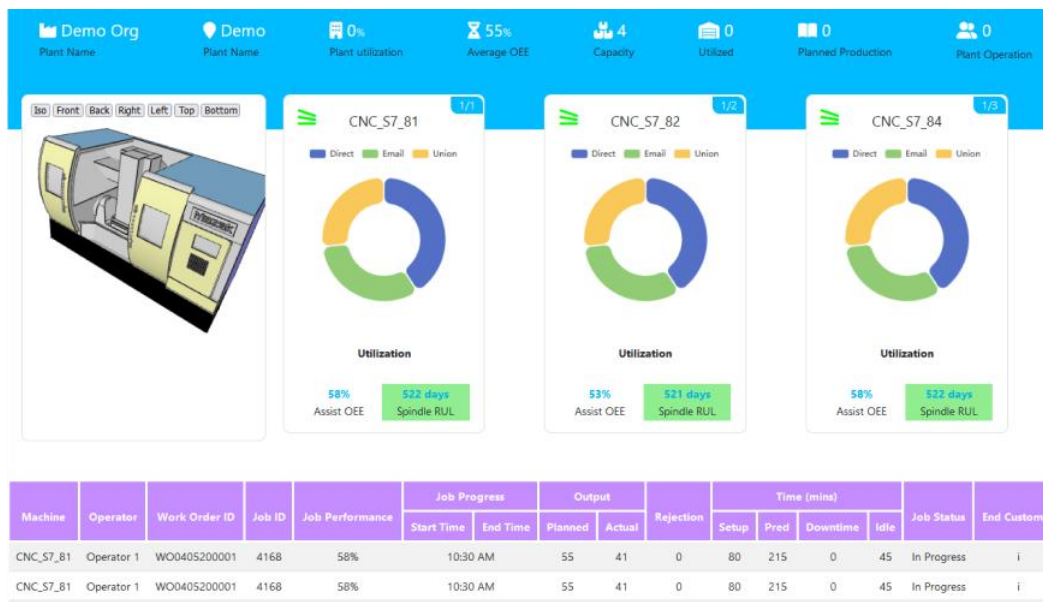 Demo Org
Plant Name
Demo
Plant Name
0%
Plant utilization
55%
Average OEE
4
Capacity
0
Utilized
0
Planned Production
0
Plant Operation
Iso Front Back Right Left Top Bottom
Mazak
1/1
CNC_S7_81
Direct Email Union
Utilization
58%
Assist OEE
522 days
Spindle RUL
1/2
CNC_S7_82
Direct Email Union
Utilization
53%
Assist OEE
521 days
Spindle RUL
1/3
CNC_S7_84
Direct Email Union
Utilization
58%
Assist OEE
522 days
Spindle RUL
Job Progress Output Time (mins)
Machine Operator Work Order ID Job ID Job Performance Start Time End Time Planned Actual Rejection Setup Pred Downtime Idle Job Status End Custom
CNC_S7_81 Operator 1 WO0405200001 4168 58% 10:30 AM 55 41 0 80 215 0 45 In Progress i
CNC_S7_81 Operator 1 WO0405200001 4168 58% 10:30 AM 55 41 0 80 215 0 45 In Progress i